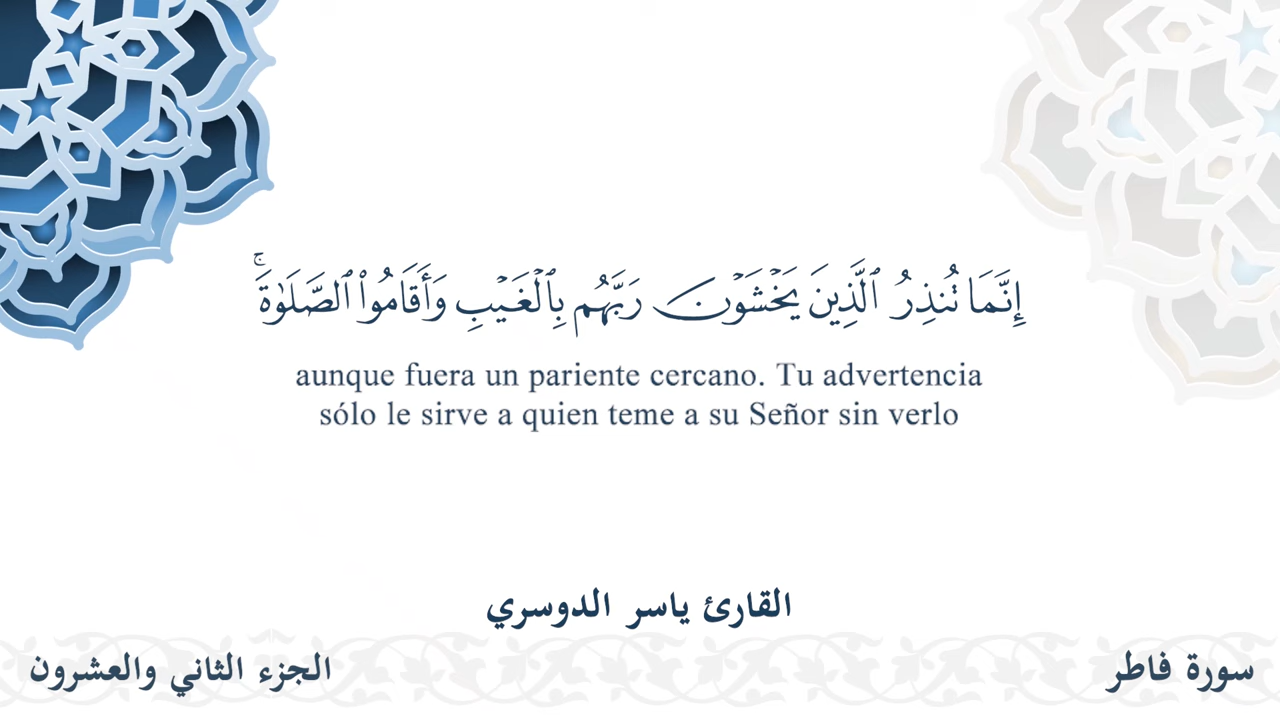 إِنَّمَا تُنذِرُ ٱلَّذِينَ يَخْشَوْنَ رَبَّهُم بِٱلْغَيْبِ وَأَقَامُوا۟ ٱلصَّلَوٰةَ ۚ
aunque fuera un pariente cercano. Tu advertencia
sólo le sirve a quien teme a su Señor sin verlo
القارئ ياسر الدوسري
سورة فاطر
الجزء الثاني والعشرون